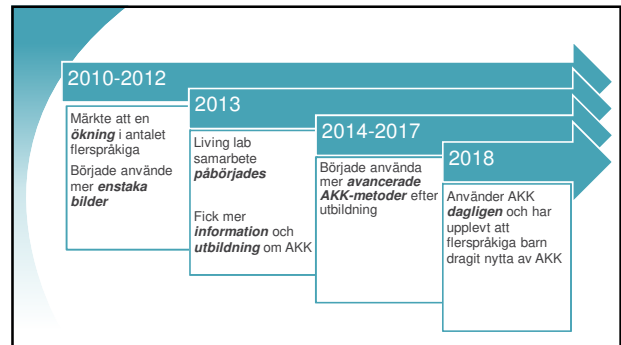 2010-2012
Märkte att en
ökning i antalet
flerspråkiga
Började använde
mer enstaka
bilder
2013
Living lab
samarbete
påbörjades
Fick mer
information och
utbildning om AKK
2014-2017
Började använda
mer avancerade
AKK-metoder efter
utbildning
2018
Använder AKK
dagligen och har
upplevt att
flerspråkiga barn
dragit nytta av AKK